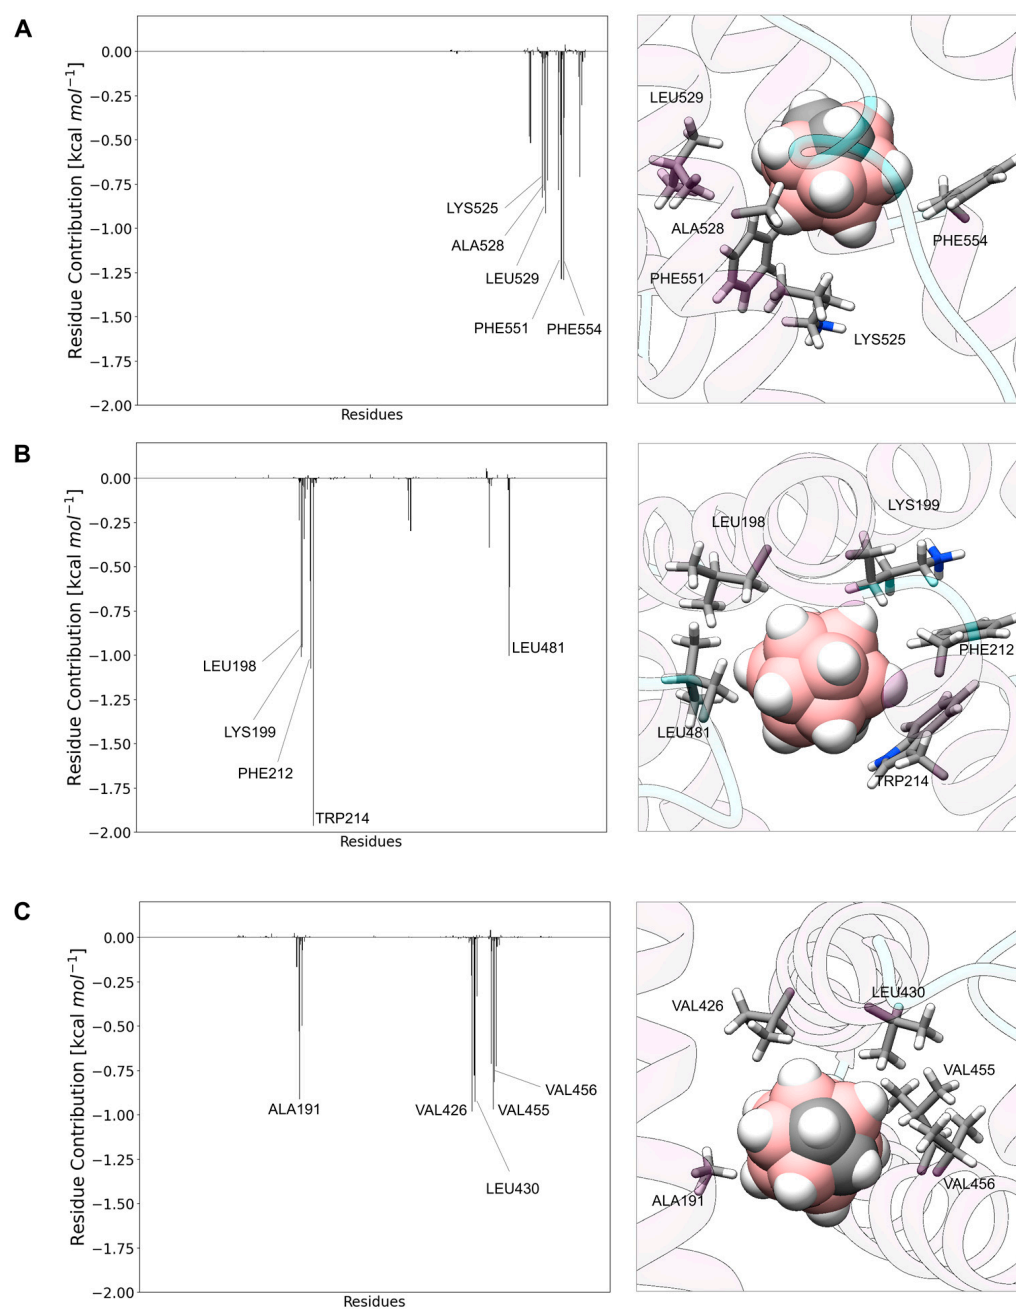 A
0.00
−0.25
−0.50
−0.75
−1.00
−1.25
−1.50
−1.75
−2.00
Residue Contribution [kcal mol⁻¹]
Residues
LYS525
ALA528
LEU529
PHE551
PHE554
LEU529
ALA528
PHE551
PHE554
LYS525
B
0.00
−0.25
−0.50
−0.75
−1.00
−1.25
−1.50
−1.75
−2.00
Residue Contribution [kcal mol⁻¹]
Residues
LEU198
LYS199
PHE212
TRP214
LEU481
LYS199
LEU198
PHE212
LEU481
TRP214
C
0.00
−0.25
−0.50
−0.75
−1.00
−1.25
−1.50
−1.75
−2.00
Residue Contribution [kcal mol⁻¹]
Residues
ALA191
VAL426
VAL455
VAL456
LEU430
VAL426
LEU430
VAL455
VAL456
ALA191